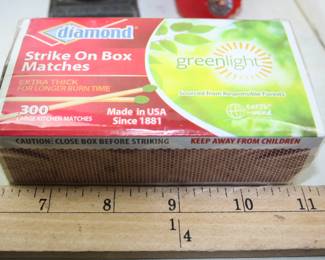 diamond
Strike On Box
Matches
EXTRA THICK
FOR LONGER BURN TIME
300
LARGE KITCHEN MATCHES
Made in USA
Since 1881
greenlight
Sourced from Responsible Forests
CAUTION: CLOSE BOX BEFORE STRIKING
KEEP AWAY FROM CHILDREN
7 8 9 10 11
1
4